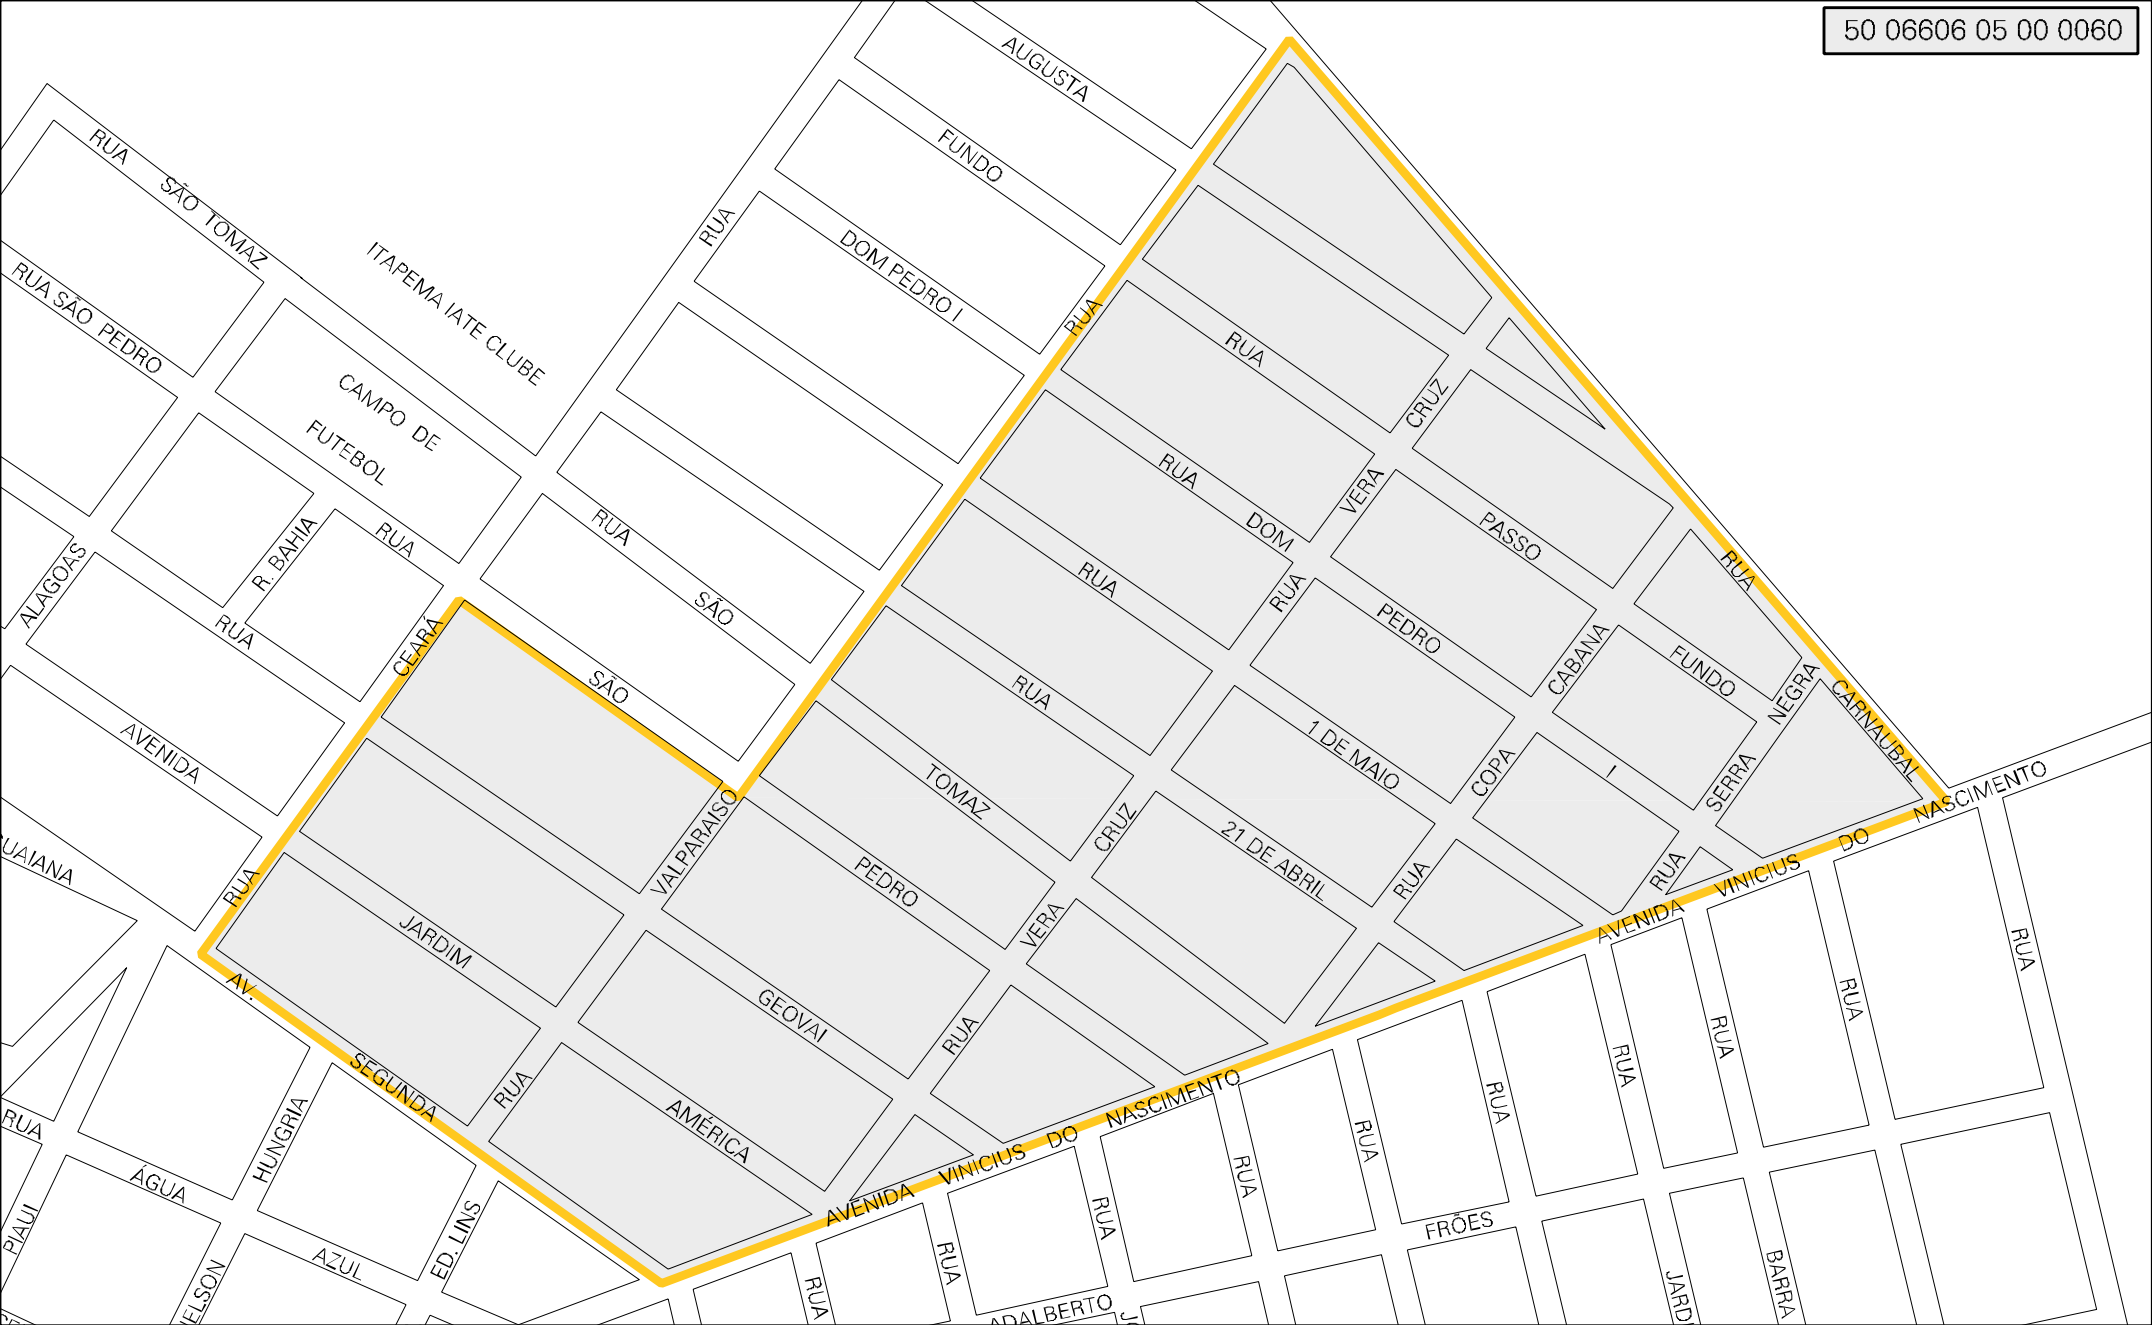 50 06606 05 00 0060
AUGUSTA
FUNDO
RUA
SÃO TOMAZ
RUA
DOM PEDRO I
ITAPEMA IATE CLUBE
RUA SÃO PEDRO
RUA
RUA
CAMPO DE
FUTEBOL
CRUZ
RUA
VERA
RUA
SÃO
RUA
DOM
PASSO
R. BAHIA
RUA
ALAGOAS
RUA
RUA
RUA
RUA
PEDRO
FUNDO
CABANA
CEARÁ
SÃO
RUA
NEGRA
CARNAUBAL
AVENIDA
VALPARAISO
TOMAZ
1 DE MAIO
COPA
I
SERRA
NASCIMENTO
CRUZ
21 DE ABRIL
RUA
RUA
VINICIUS
DO
UAIANA
RUA
PEDRO
VERA
AVENIDA
JARDIM
GEOVAI
RUA
RUA
RUA
RUA
RUA
AV.
SEGUNDA
RUA
AMÉRICA
NASCIMENTO
DO
VINICIUS
AVENIDA
RUA
RUA
RUA
RUA
RUA
RUA
RUA
RUA
HUNGRIA
ÁGUA
PIAUI
ED. LINS
AZUL
ELSON
FRÕES
ADALBERTO
JARDI
BARRA